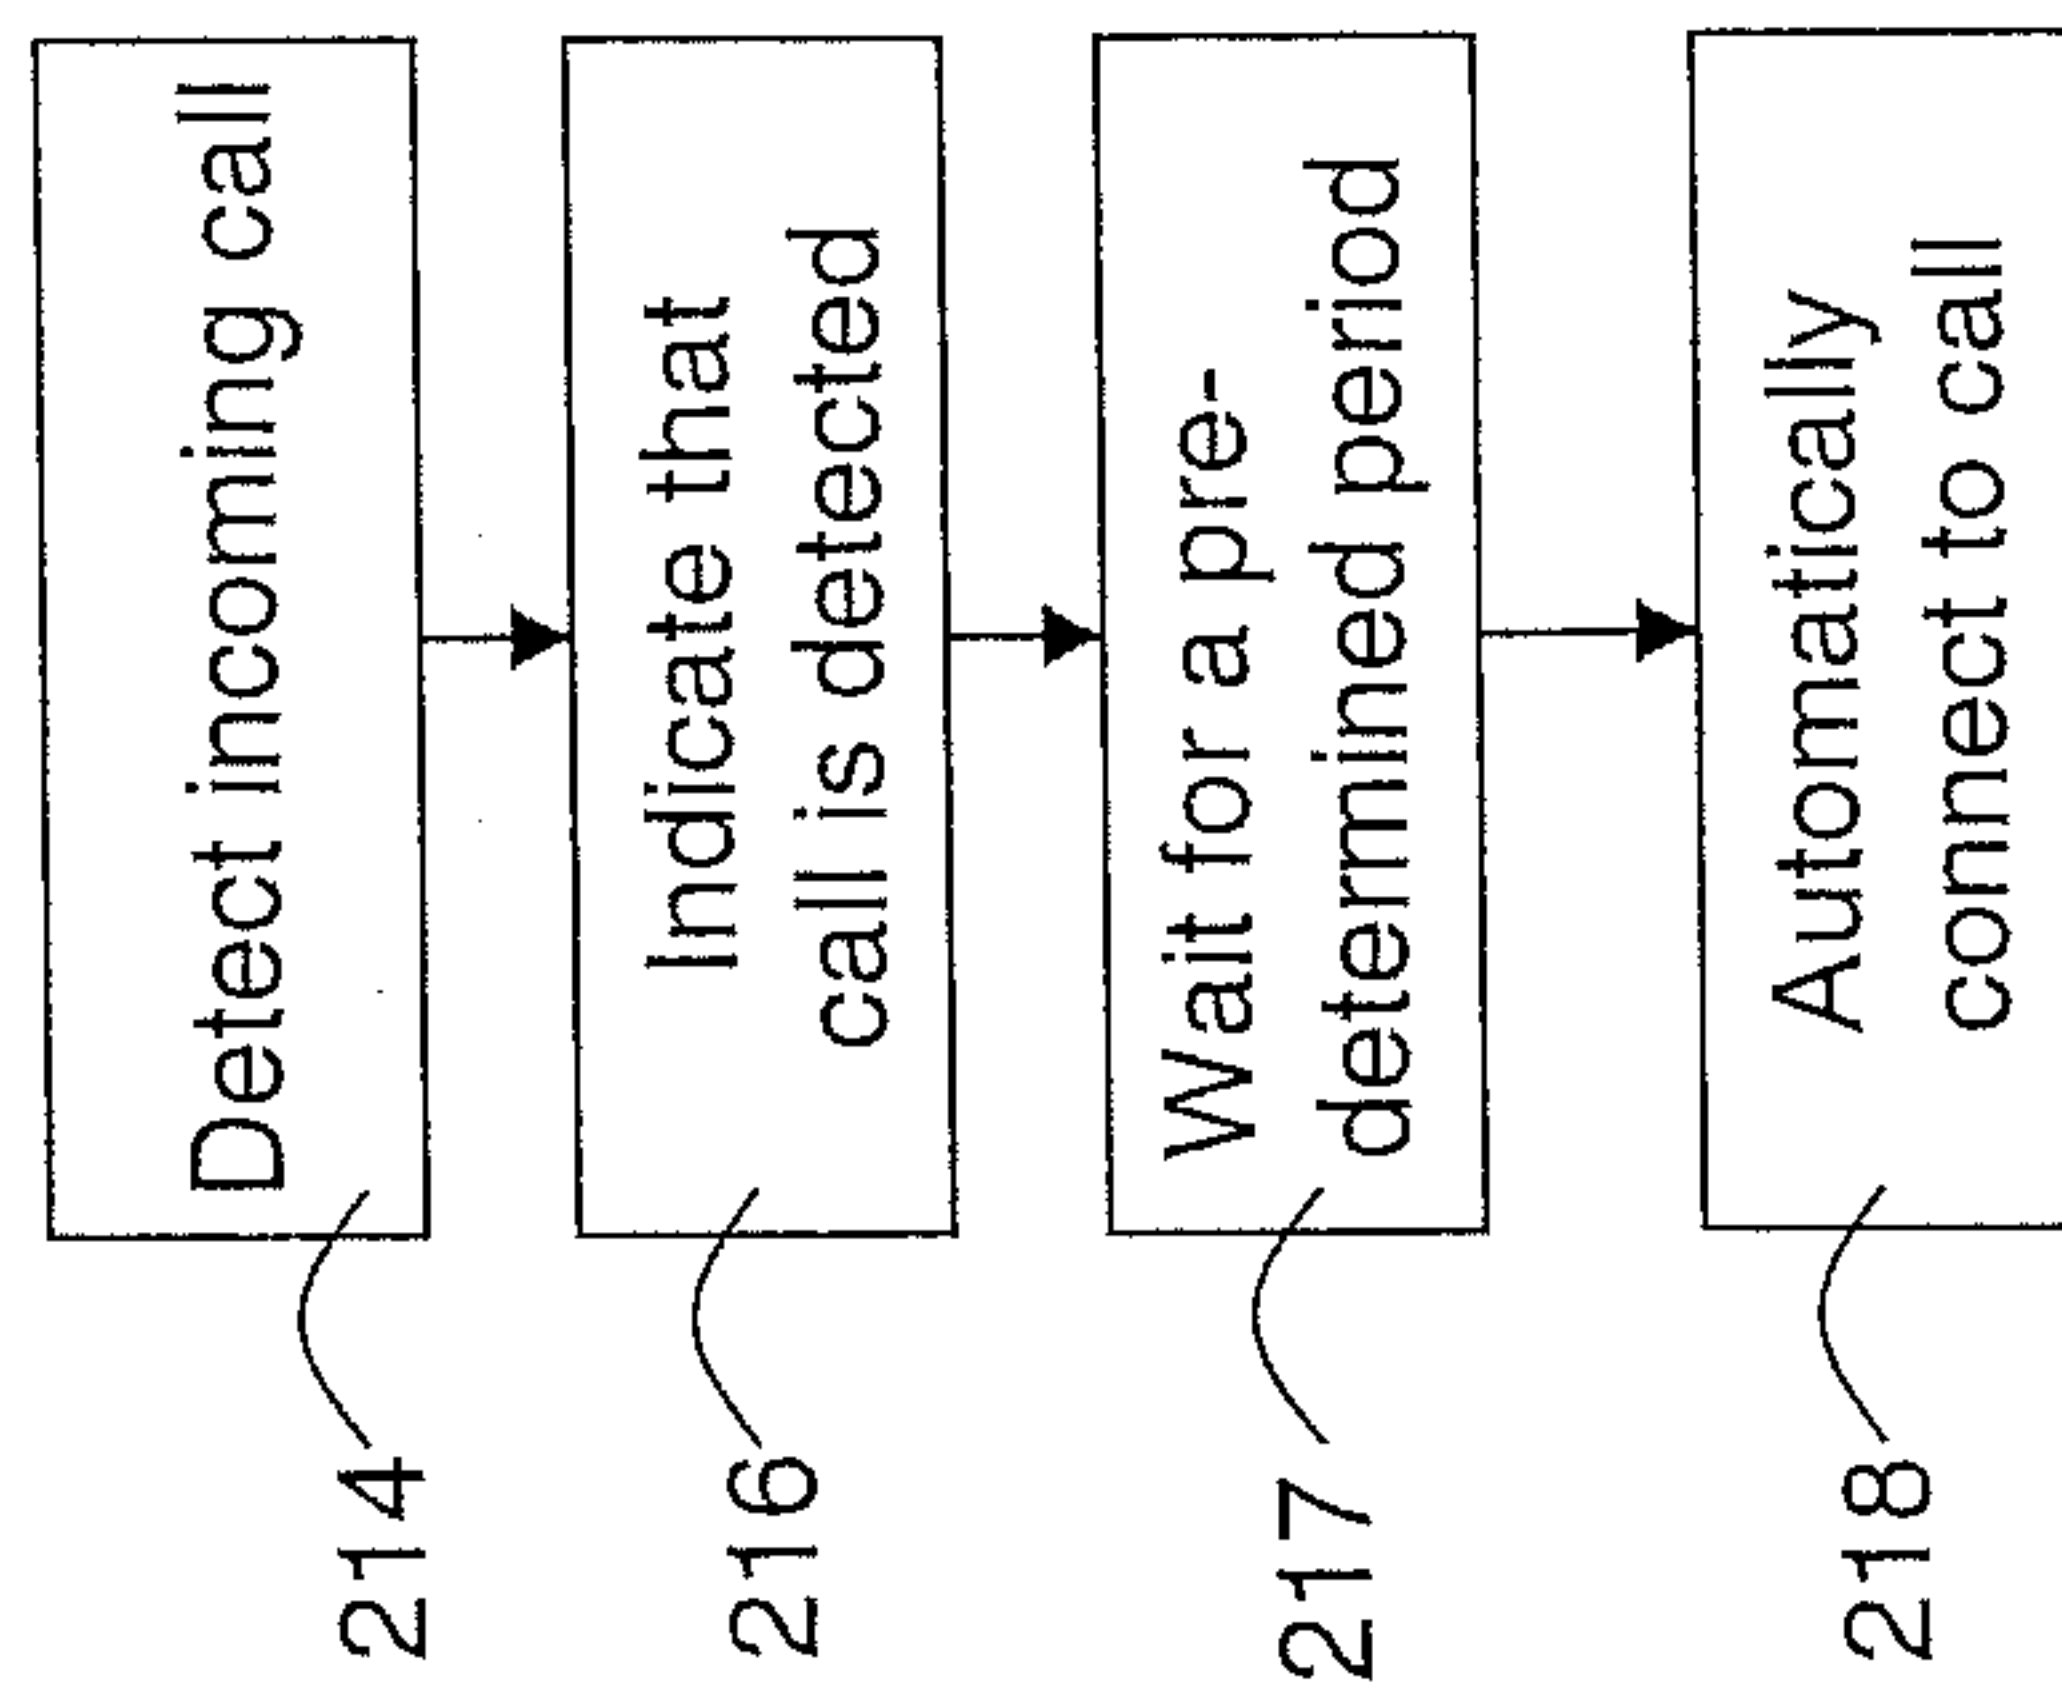 214
Detect incoming call
216
Indicate that
call is detected
217
Wait for a pre-
determined period
218
Automatically
connect to call